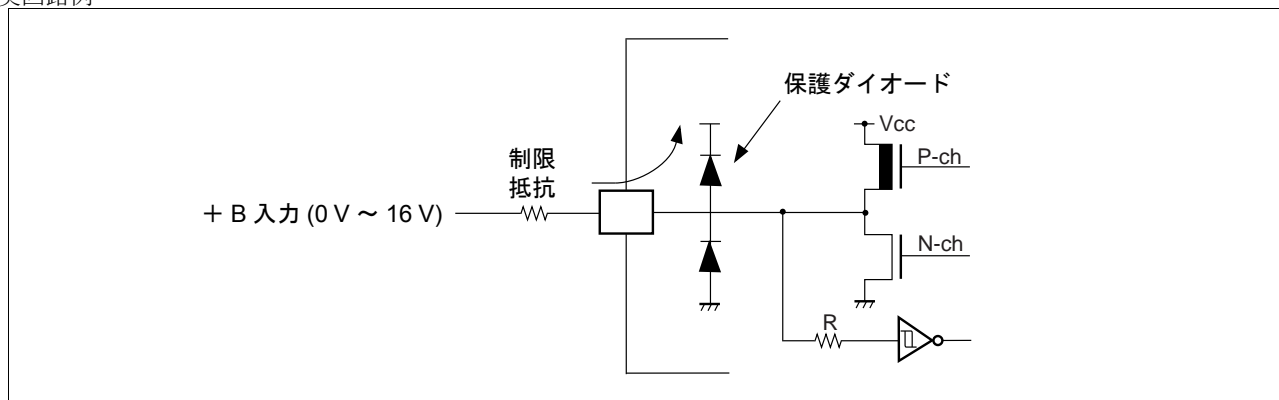 保護ダイオード
Vcc
P-ch
制限
抵抗
＋ B 入力 (0 V ～ 16 V)
N-ch
R